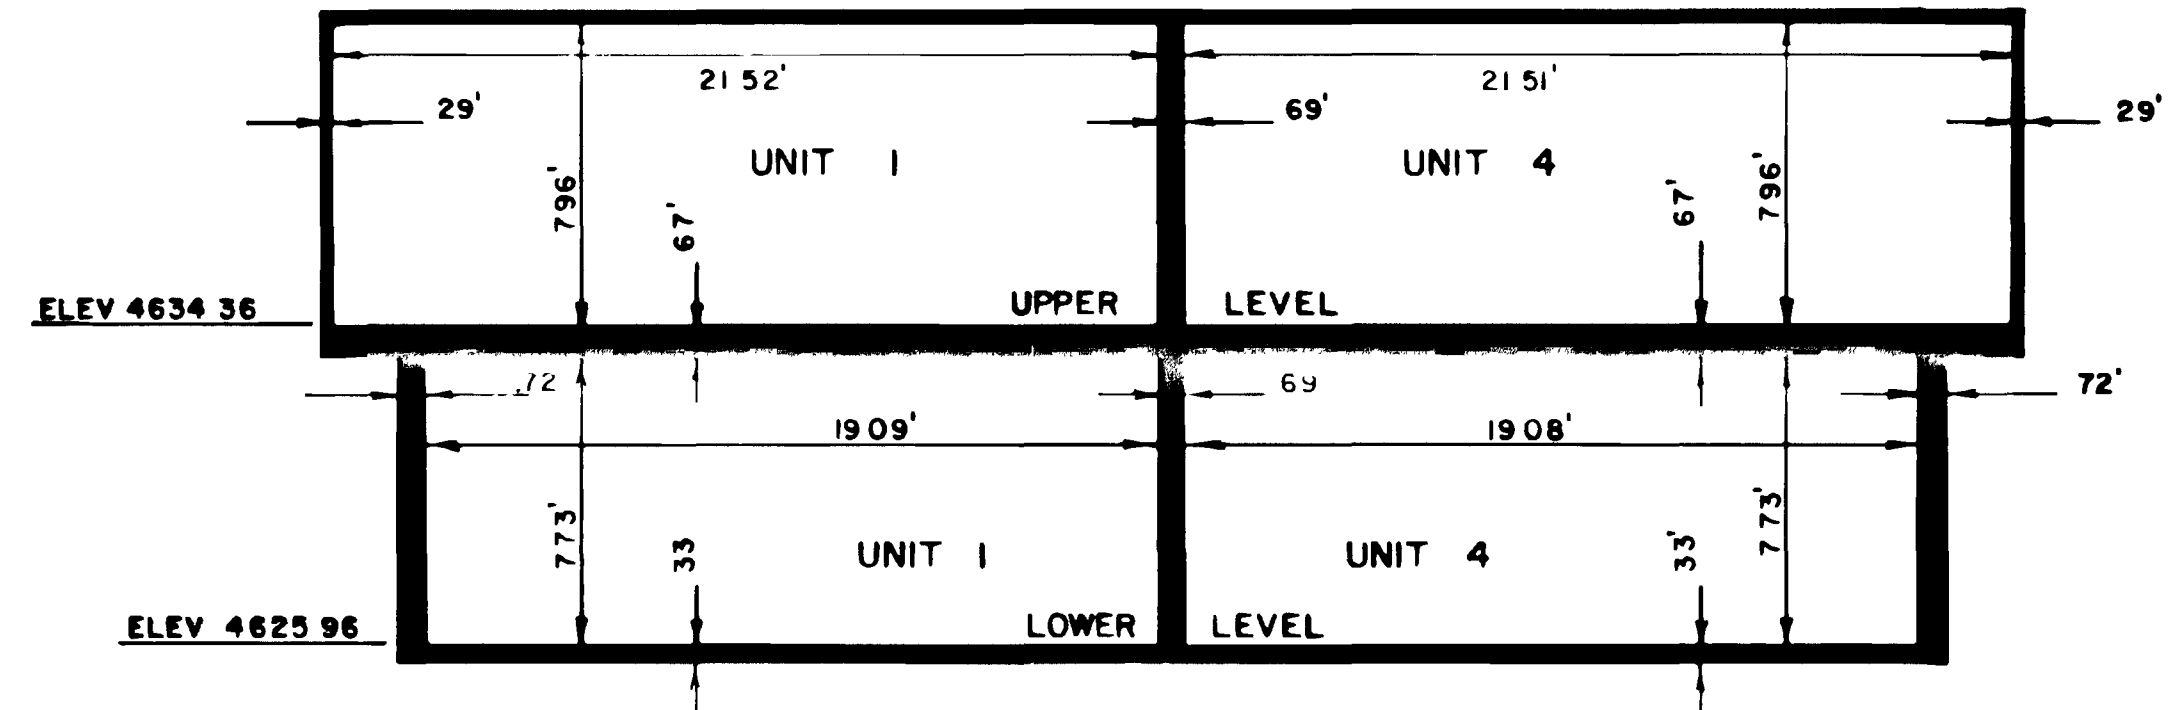 21 52'
21 51'
29'
69'
29'
UNIT 1
UNIT 4
796'
67'
67'
796'
ELEV 4634 36
UPPER LEVEL
.72
69
72'
19 09'
19 08'
773'
33
UNIT 1
UNIT 4
33'
773'
ELEV 4625 96
LOWER LEVEL